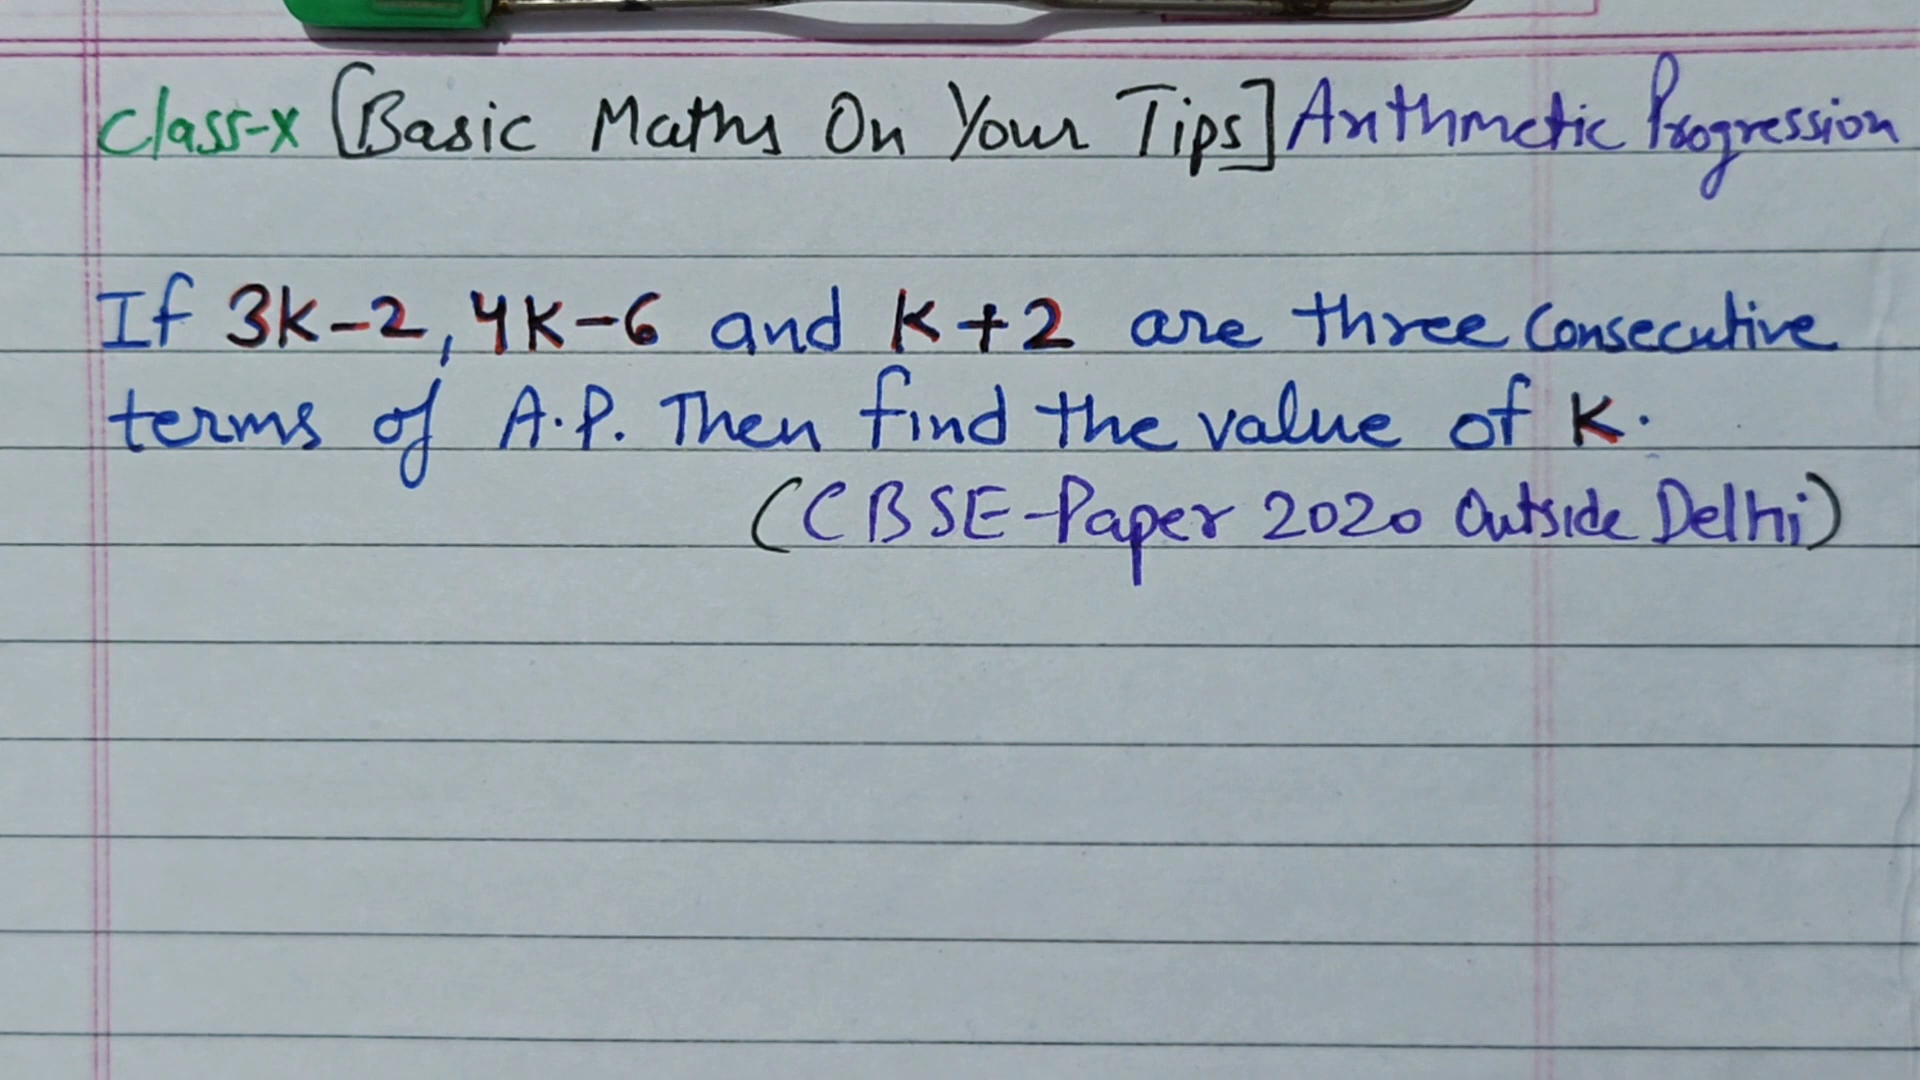 Class-X [Basic Maths On Your Tips] Arithmetic Progression
If 3K-2, 4K-6 and K+2 are three consecutive
terms of A.P. Then find the value of K.
(CBSE-Paper 2020 Outside Delhi)